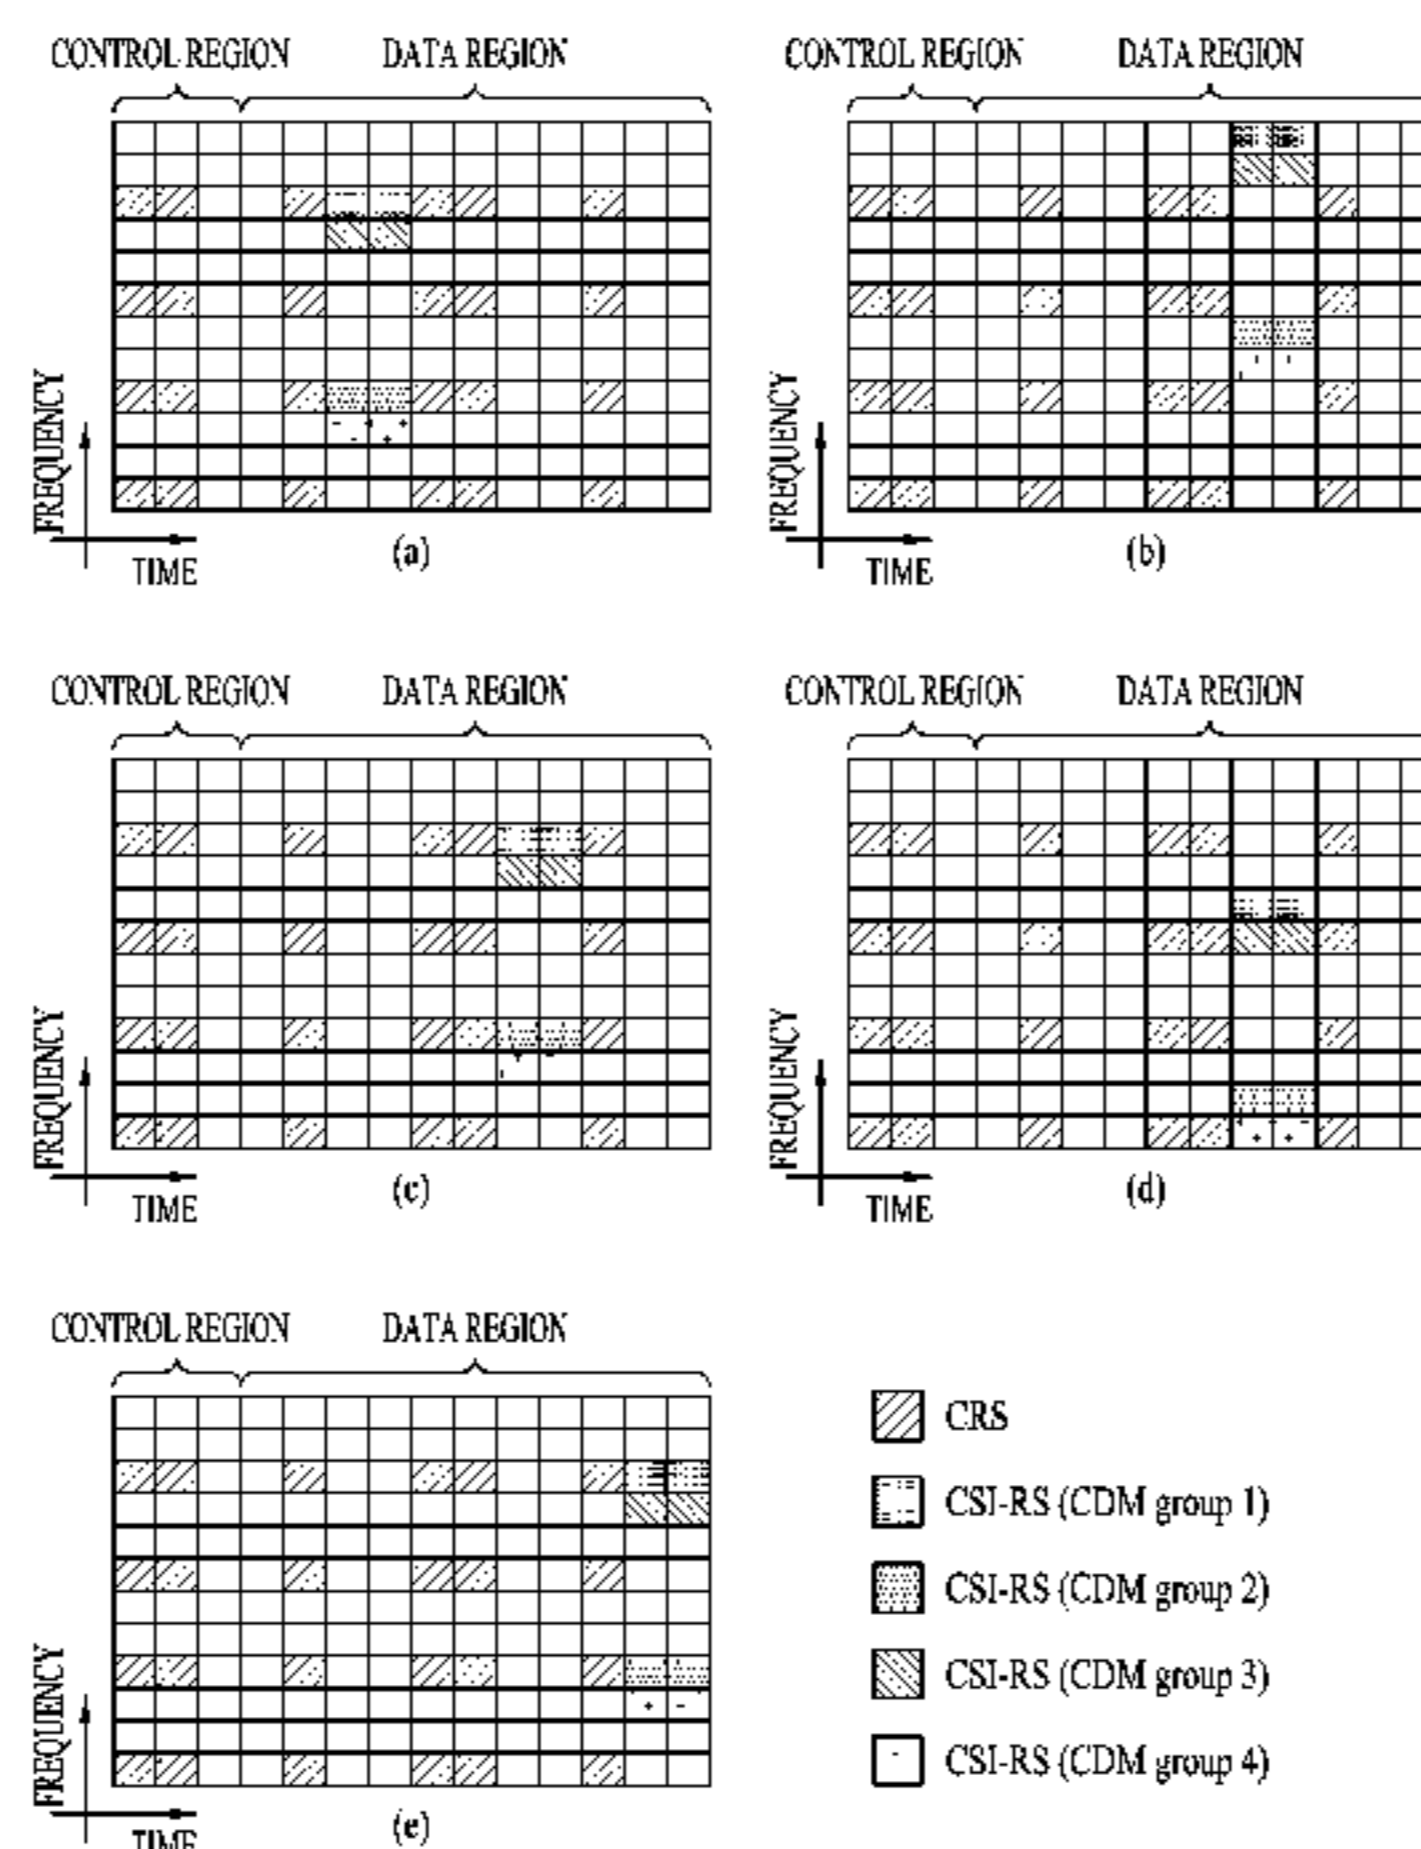 CONTROL REGION DATA REGION
FREQUENCY
TIME
(a)
CONTROL REGION DATA REGION
FREQUENCY
TIME
(b)
CONTROL REGION DATA REGION
FREQUENCY
TIME
(c)
CONTROL REGION DATA REGION
FREQUENCY
TIME
(d)
CONTROL REGION DATA REGION
FREQUENCY
TIME
(e)
CRS
CSI-RS (CDM group 1)
CSI-RS (CDM group 2)
CSI-RS (CDM group 3)
CSI-RS (CDM group 4)